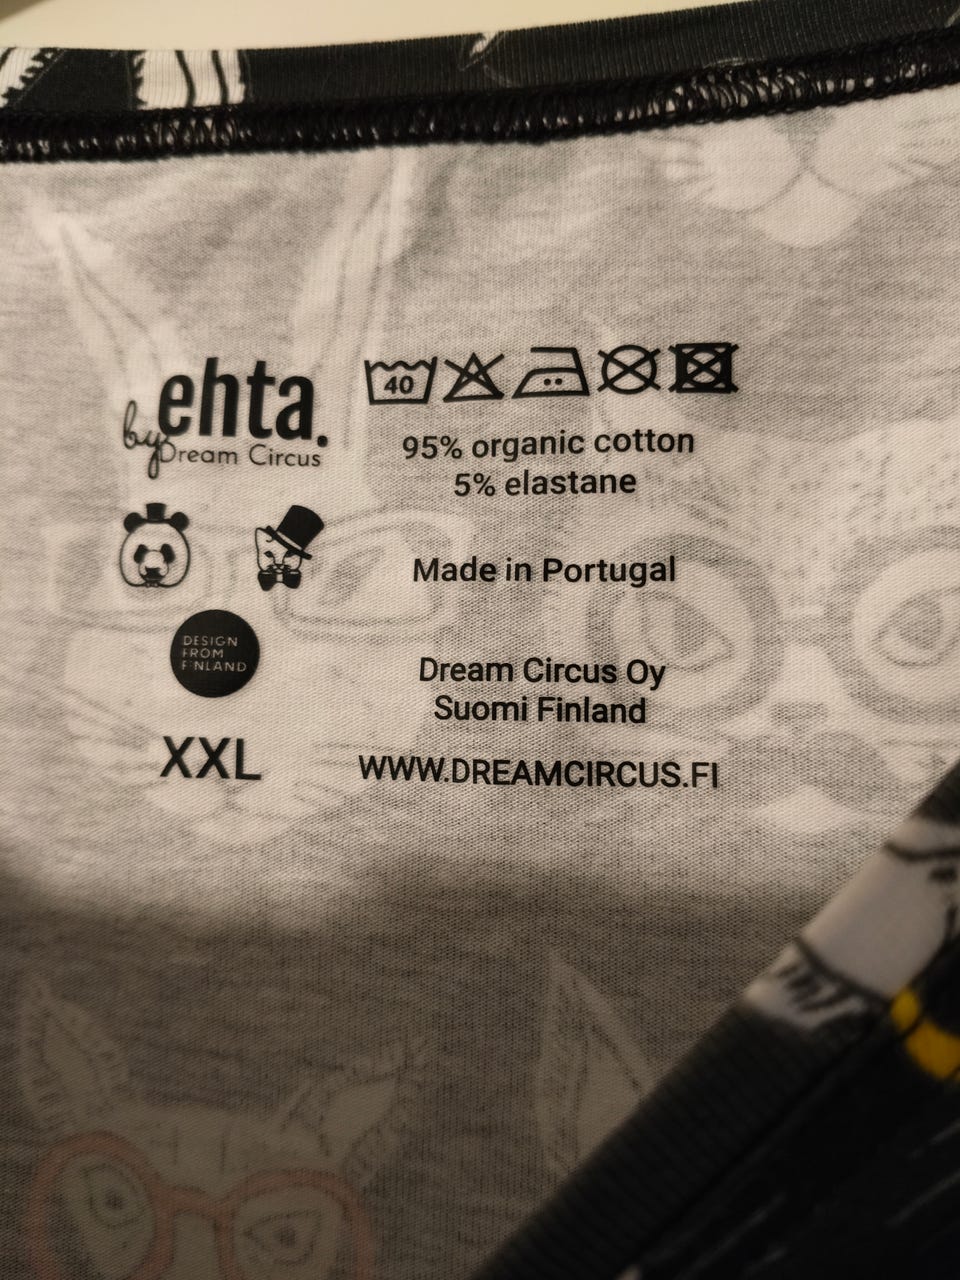 ehta.
by Dream Circus
DESIGN
FROM
FINLAND
XXL
40
95% organic cotton
5% elastane
Made in Portugal
Dream Circus Oy
Suomi Finland
WWW.DREAMCIRCUS.FI